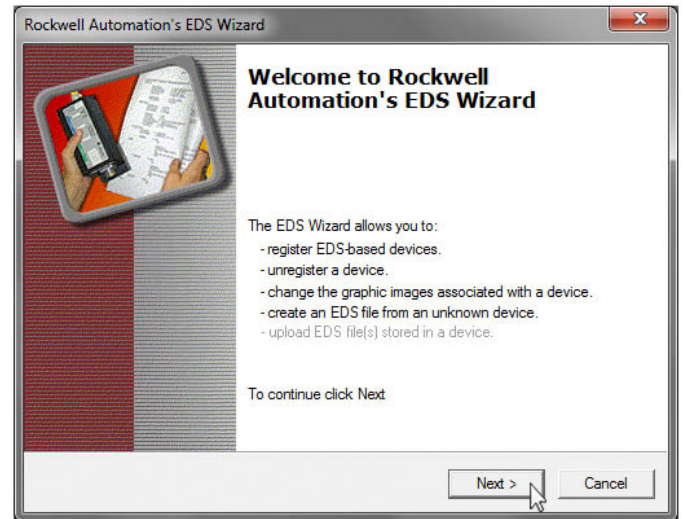 Rockwell Automation's EDS Wizard
Welcome to Rockwell
Automation's EDS Wizard
The EDS Wizard allows you to:
- register EDS-based devices.
- unregister a device.
- change the graphic images associated with a device.
- create an EDS file from an unknown device.
- upload EDS file(s) stored in a device.
To continue click Next
Next >
Cancel